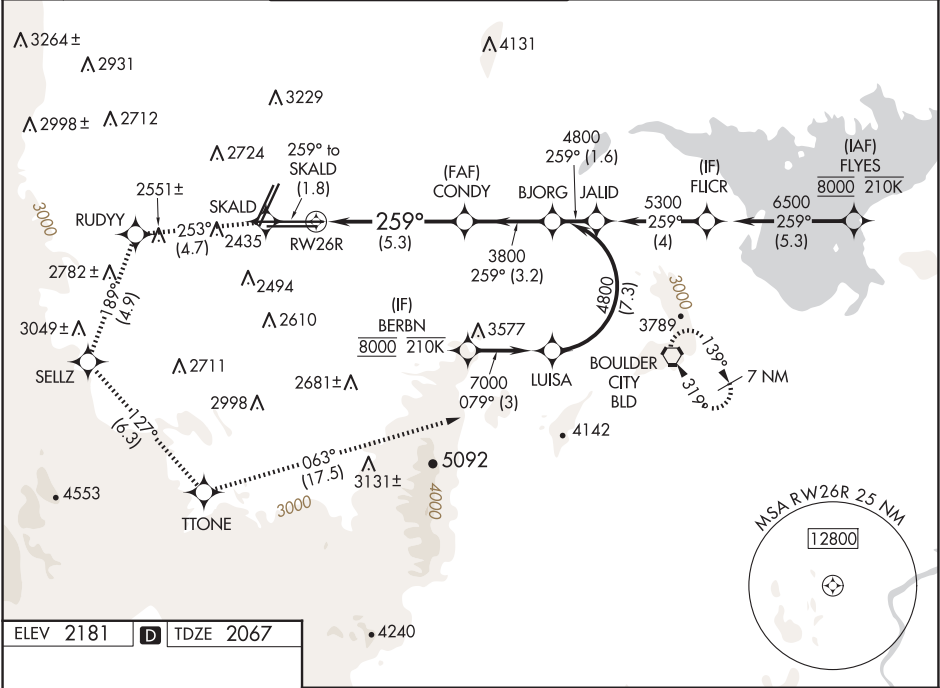 3264±
2931
4131
3229
2998±
2712
2724
259° to
SKALD
(1.8)
4800
259° (1.6)
(IAF)
FLYES
8000 210K
(FAF)
CONDY
BJORG
JALID
(IF)
FLICR
2551±
SKALD
5300
259°
(4)
6500
259°
(5.3)
3000
RUDYY
253°
(4.7)
2435
RW26R
259°
(5.3)
3800
259° (3.2)
2782±
189°
(4.9)
2494
4800
(7.3)
3000
3049±
2610
(IF)
BERBN
8000 210K
3577
3789
139°
SELLZ
2711
2681±
7000
079° (3)
LUISA
BOULDER
CITY
BLD
319°
7 NM
2998
127°
(6.3)
4142
063°
(17.5)
3131±
5092
4553
TTONE
3000
4000
MSA RW26R 25 NM
12800
ELEV 2181 D TDZE 2067
4240